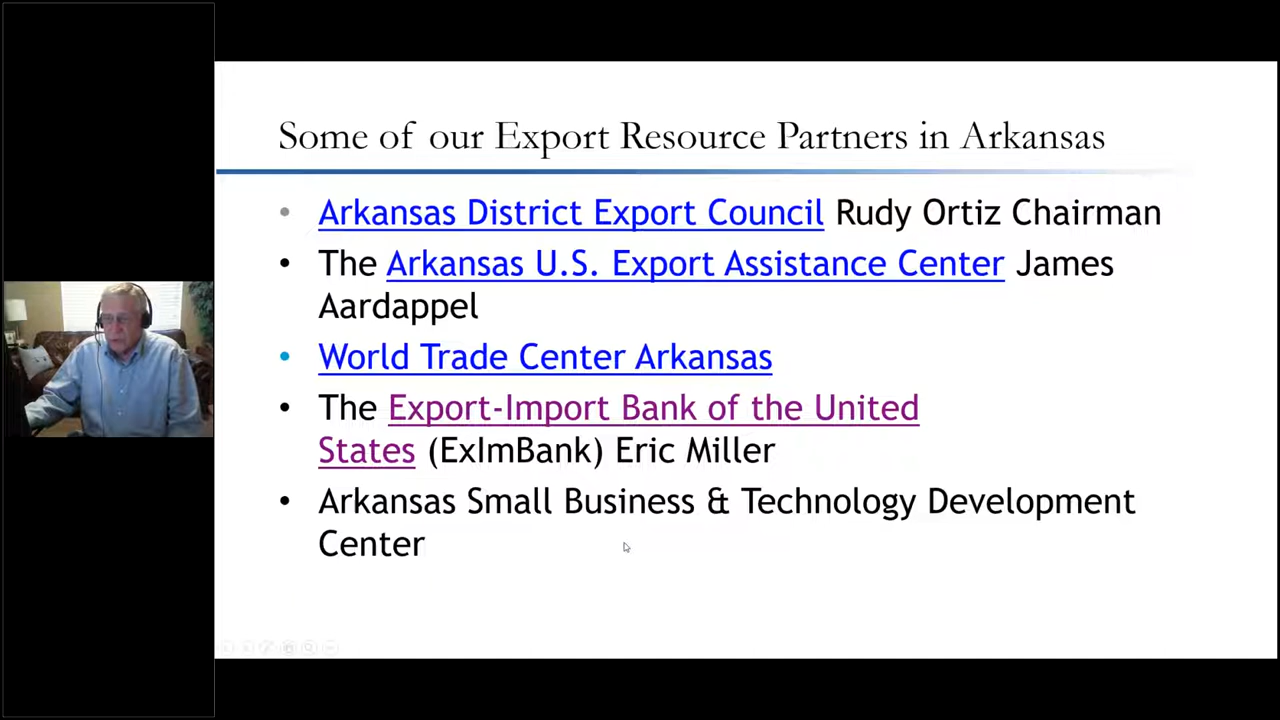 Some of our Export Resource Partners in Arkansas
• Arkansas District Export Council Rudy Ortiz Chairman
• The Arkansas U.S. Export Assistance Center James
Aardappel
• World Trade Center Arkansas
• The Export-Import Bank of the United
States (ExImBank) Eric Miller
• Arkansas Small Business & Technology Development
Center